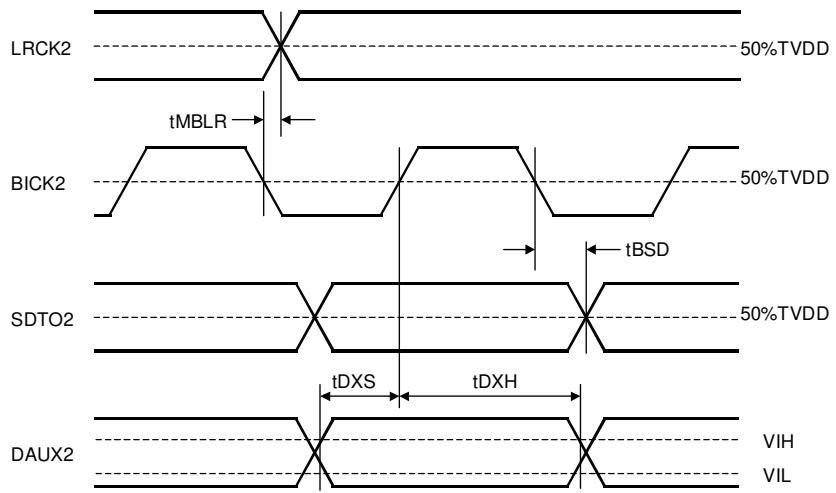 LRCK2
50%TVDD
tMBLR
BICK2
50%TVDD
tBSD
SDTO2
50%TVDD
tDXS
tDXH
VIH
DAUX2
VIL